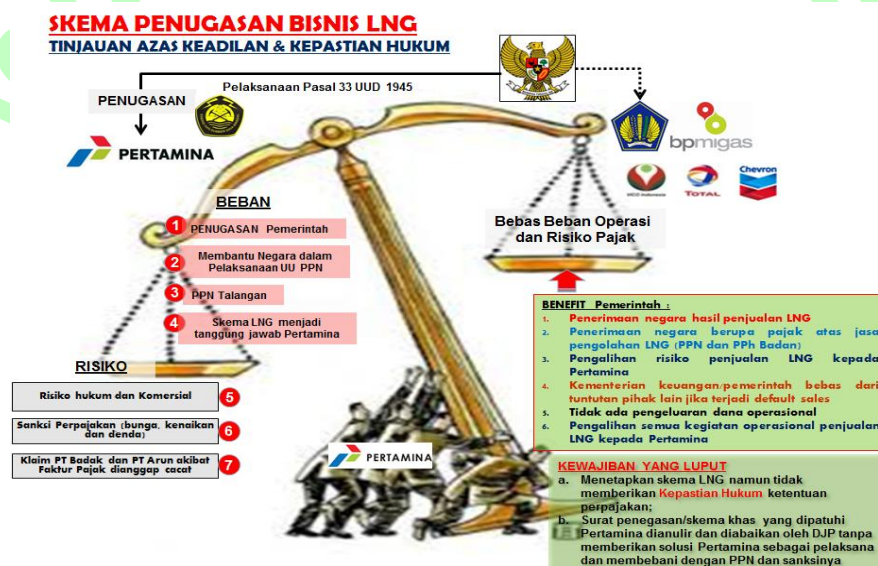 SKEMA PENUGASAN BISNIS LNG
TINJAUAN AZAS KEADILAN & KEPASTIAN HUKUM
Pelaksanaan Pasal 33 UUD 1945
PENUGASAN
PERTAMINA
bpmigas
TOTAL
Chevron
BEBAN
1 PENUGASAN Pemerintah
2 Membantu Negara dalam
Pelaksanaan UU PPN
3 PPN Talangan
4 Skema LNG menjadi
tanggung jawab Pertamina
RISIKO
Risiko hukum dan Komersial 5
Sanksi Perpajakan (bunga, kenaikan
dan denda) 6
Klaim PT Badak dan PT Arun akibat
Faktur Pajak dianggap cacat 7
PERTAMINA
Bebas Beban Operasi
dan Risiko Pajak
BENEFIT Pemerintah :
1. Penerimaan negara hasil penjualan LNG
2. Penerimaan negara berupa pajak atas jasa
pengolahan LNG (PPN dan PPh Badan)
3. Pengalihan risiko penjualan LNG kepada
Pertamina
4. Kementerian keuangan/pemerintah bebas dari
tuntutan pihak lain jika terjadi default sales
5. Tidak ada pengeluaran dana operasional
6. Pengalihan semua kegiatan operasional penjualan
LNG kepada Pertamina
KEWAJIBAN YANG LUPUT
a. Menetapkan skema LNG namun tidak
memberikan Kepastian Hukum ketentuan
perpajakan;
b. Surat penegasan/skema khas yang dipatuhi
Pertamina dianulir dan diabaikan oleh DJP tanpa
memberikan solusi Pertamina sebagai pelaksana
dan membebani dengan PPN dan sanksinya